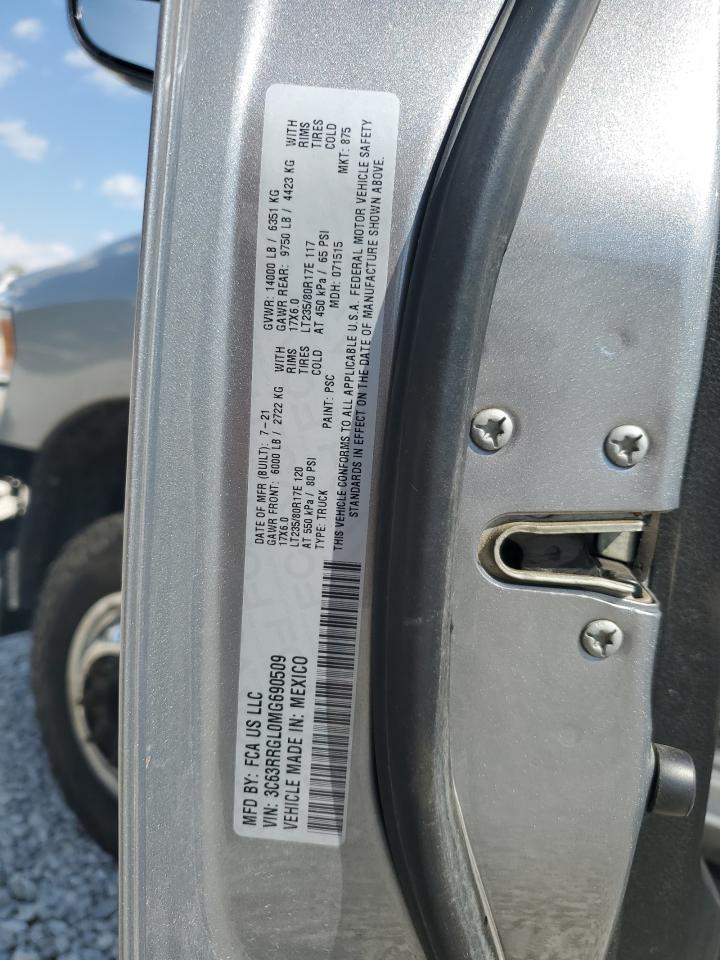 MFD BY: FCA US LLC
VIN: 3C63RRGL0MG690509
VEHICLE MADE IN: MEXICO
DATE OF MFR (BUILT): 7-21
GAWR FRONT: 6000 LB / 2722 KG WITH
17X6.0 RIMS
LT235/80R17E 120 TIRES
AT 550 kPa / 80 PSI COLD
TYPE: TRUCK PAINT: PSC
GVWR: 14000 LB / 6351 KG
GAWR REAR: 9750 LB / 4423 KG WITH
17X6.0 RIMS
LT235/80R17E 117 TIRES
AT 450 kPa / 65 PSI COLD
MDH: 071515 MKT: 875
THIS VEHICLE CONFORMS TO ALL APPLICABLE U.S.A. FEDERAL MOTOR VEHICLE SAFETY
STANDARDS IN EFFECT ON THE DATE OF MANUFACTURE SHOWN ABOVE.